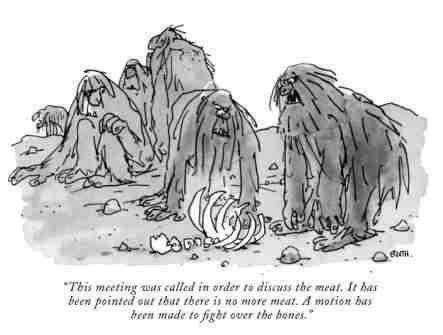 BOOTH.
"This meeting was called in order to discuss the meat. It has
been pointed out that there is no more meat. A motion has
been made to fight over the bones."